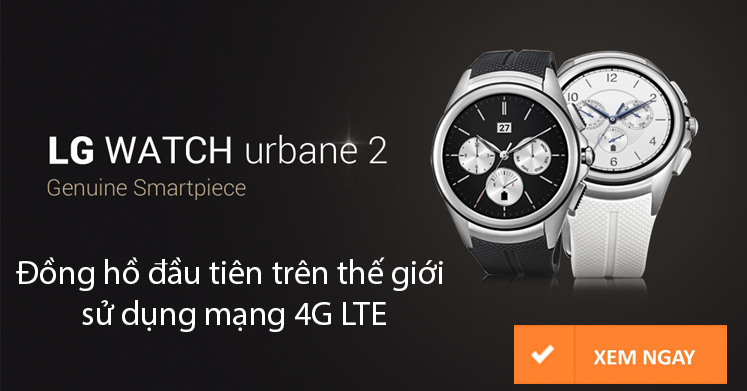 LG WATCH urbane 2
Genuine Smartpiece
Đồng hồ đầu tiên trên thế giới
sử dụng mạng 4G LTE
27
12
XEM NGAY